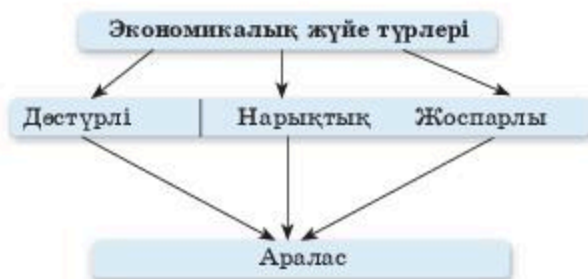 Экономикалық жүйе түрлері
Дәстүрлі Нарықтық Жоспарлы
Аралас